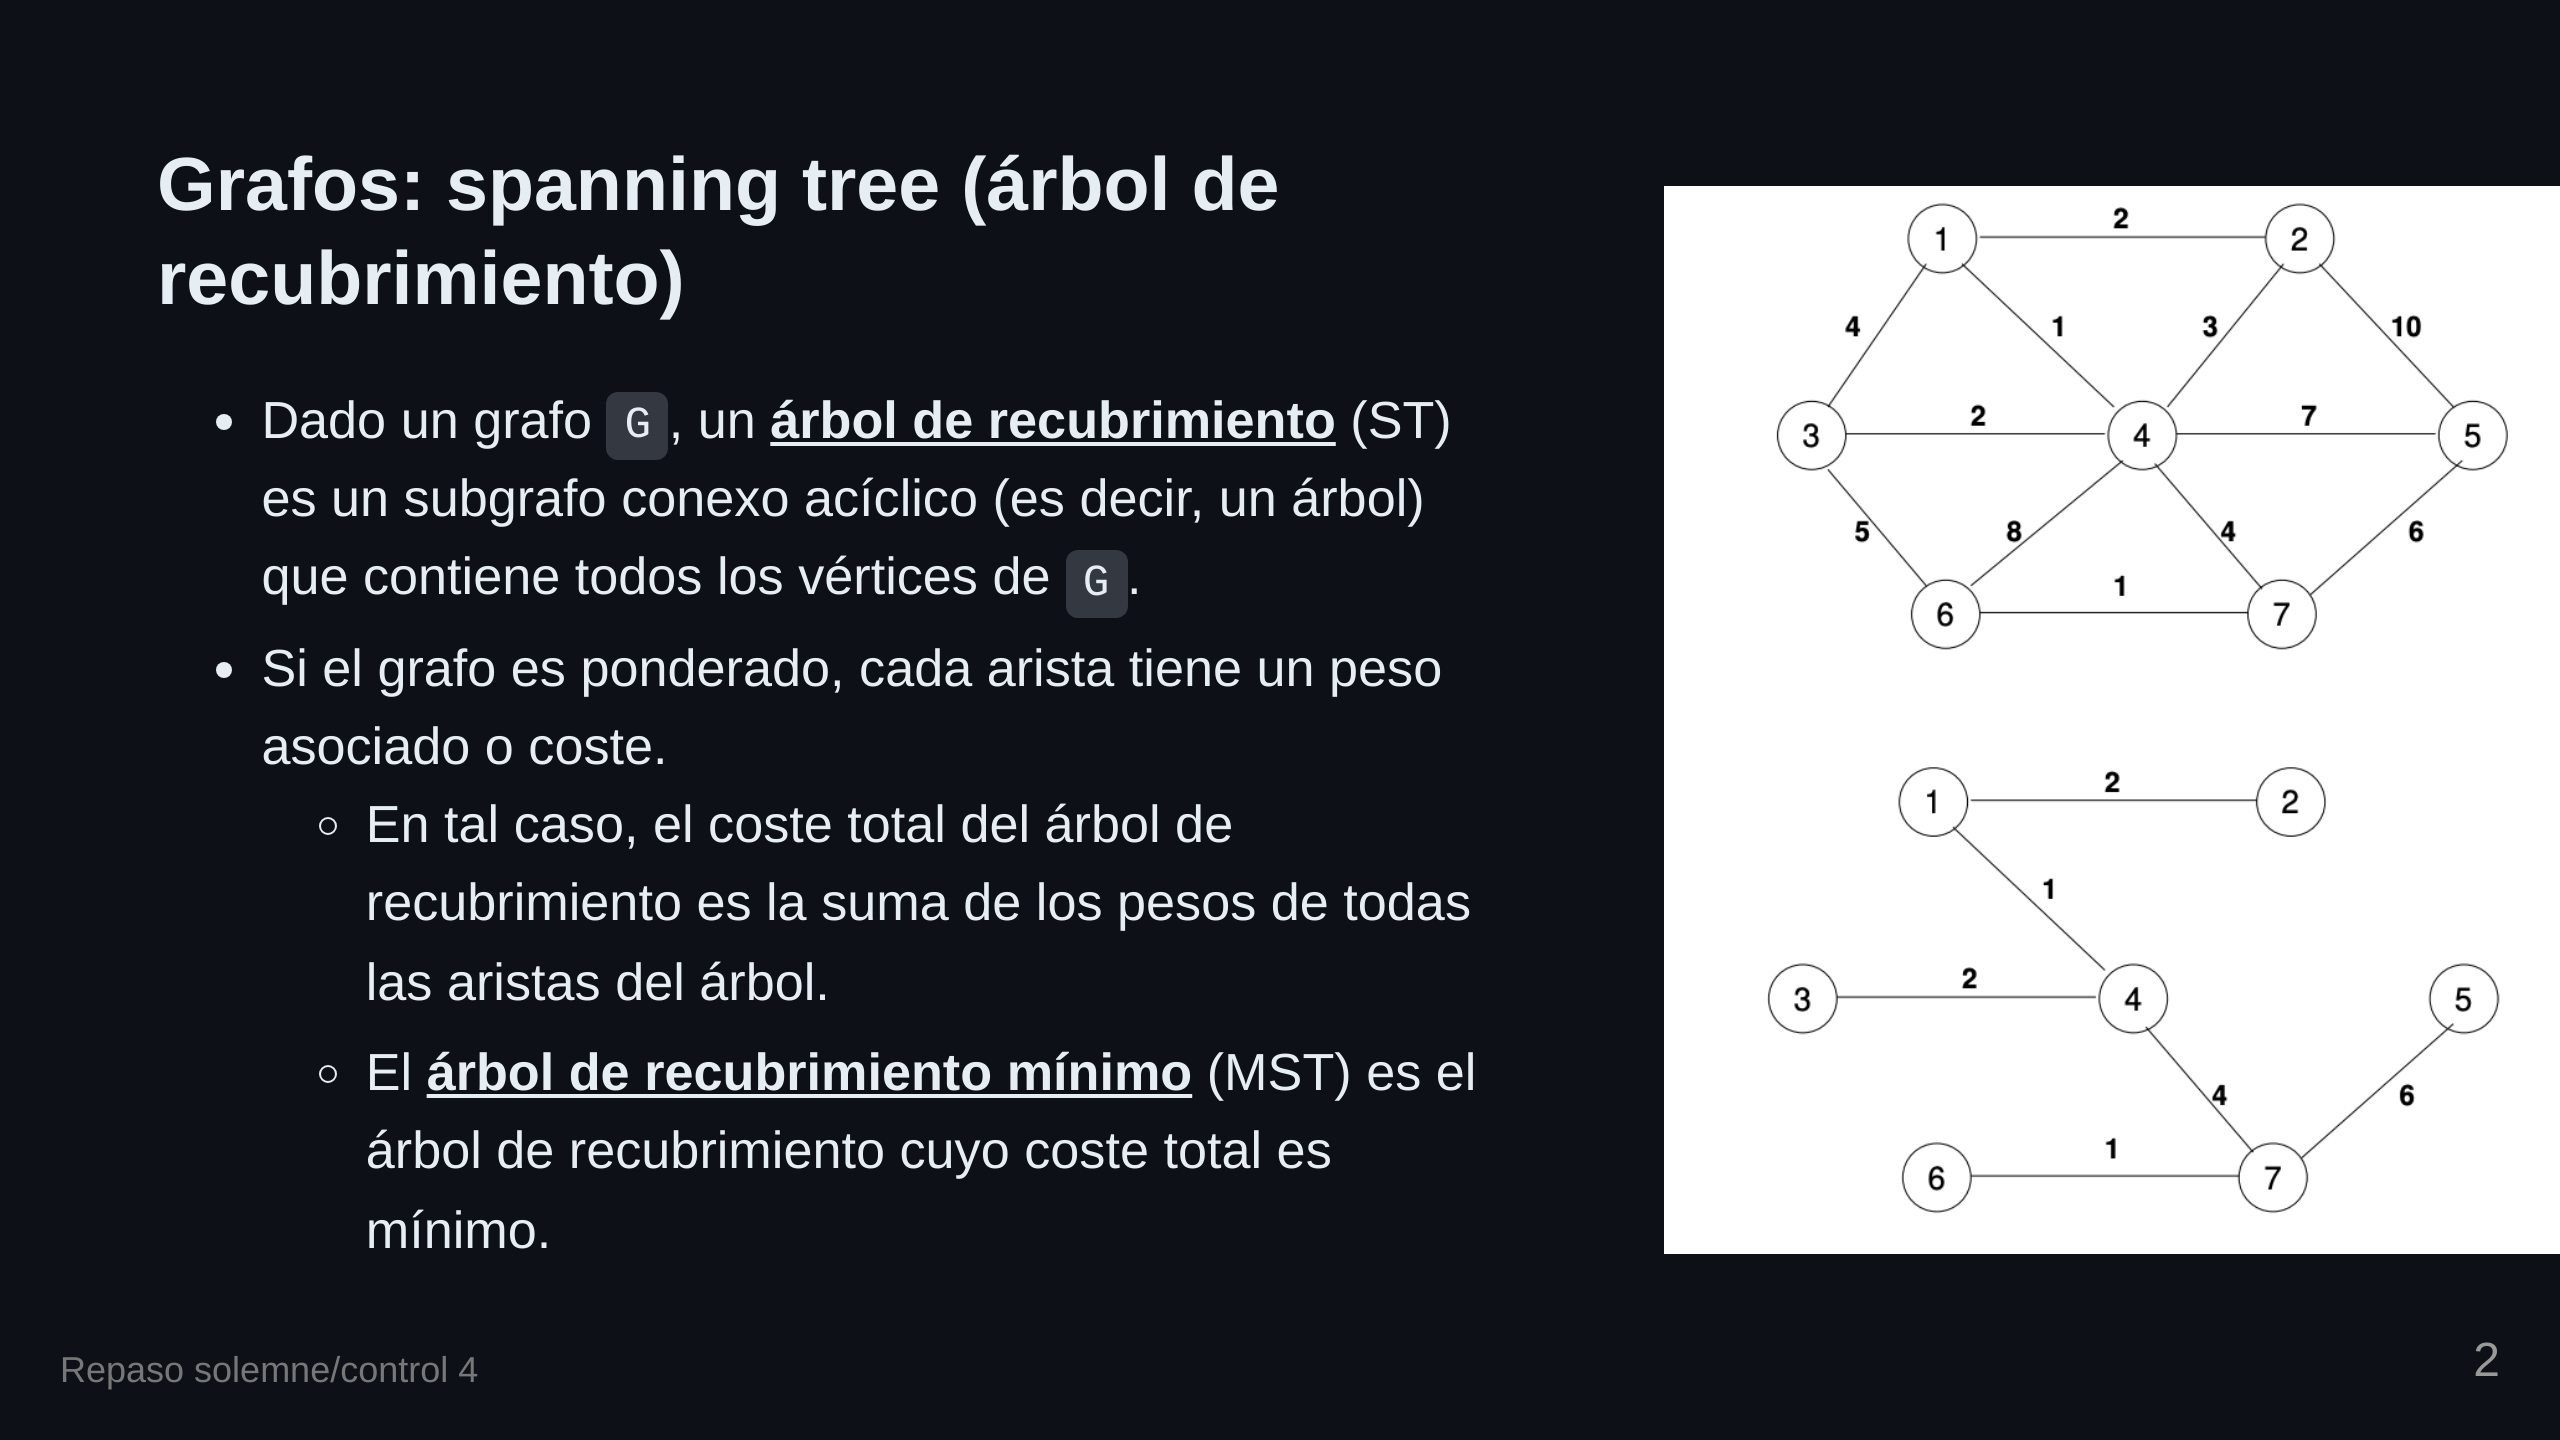 Grafos: spanning tree (árbol de
recubrimiento)
• Dado un grafo G, un árbol de recubrimiento (ST)
es un subgrafo conexo acíclico (es decir, un árbol)
que contiene todos los vértices de G.
• Si el grafo es ponderado, cada arista tiene un peso
asociado o coste.
◦ En tal caso, el coste total del árbol de
recubrimiento es la suma de los pesos de todas
las aristas del árbol.
◦ El árbol de recubrimiento mínimo (MST) es el
árbol de recubrimiento cuyo coste total es
mínimo.
1 2 2
4 1 3 10
3 2 4 7 5
5 8 4 6
6 1 7
1 2 2
1
3 2 4 5
4 6
6 1 7
Repaso solemne/control 4
2